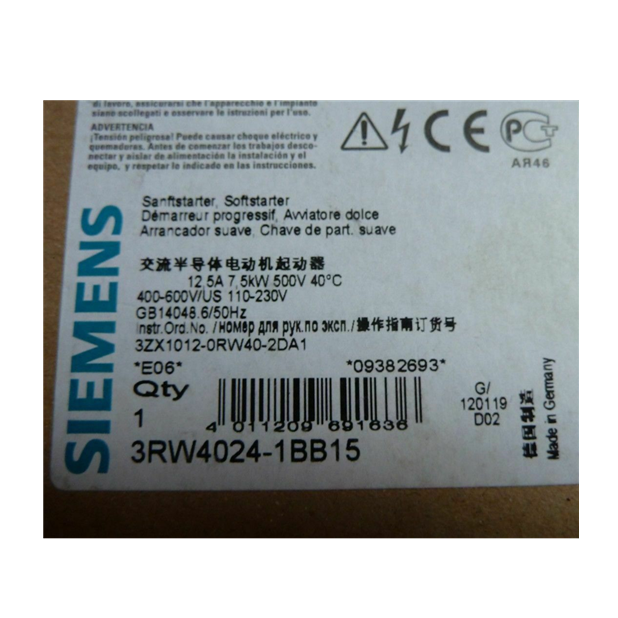 di lavoro, assicurarsi che l'apparecchio e l'impianto
siano scollegati e osservare le istruzioni per l'uso.
ADVERTENCIA
¡Tensión peligrosa! Puede causar choque eléctrico y
quemaduras. Antes de comenzar los trabajos desco-
nectar y aislar de alimentación la instalación y el
equipo, y respetar lo indicado en las instrucciones.
CE
РСТ
АЯ46
SIEMENS
Sanftstarter, Softstarter
Démarreur progressif, Avviatore dolce
Arrancador suave, Chave de part. suave
交流半导体电动机起动器
12,5A 7,5kW 500V 40°C
400-600V/US 110-230V
GB14048.6/50Hz
Instr.Ord.No. /номер для рук.по эксп./操作指南订货号
3ZX1012-0RW40-2DA1
*E06* *09382693*
Qty
1
4 011209 691636
G/
120119
D02
德国制造
Made in Germany
3RW4024-1BB15